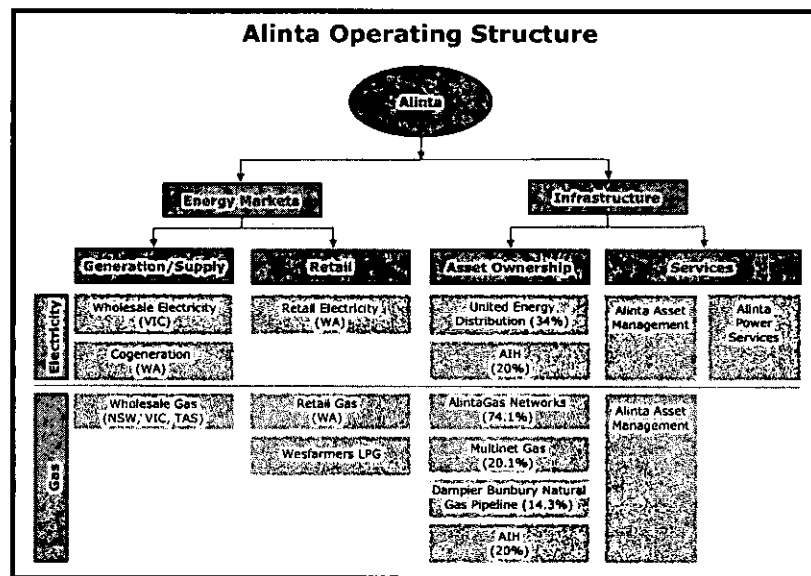 Alinta Operating Structure
Alinta
Energy Markets
Infrastructure
Generation/Supply
Retail
Asset Ownership
Services
Electricity
Wholesale Electricity
(VIC)
Retail Electricity
(WA)
United Energy
Distribution (34%)
Alinta Asset
Management
Alinta
Power
Services
Cogeneration
(WA)
AIH
(20%)
Gas
Wholesale Gas
(NSW, VIC, TAS)
Retail Gas
(WA)
AlintaGas Networks
(74.1%)
Alinta Asset
Management
Wesfarmers LPG
Multinet Gas
(20.1%)
Dampier Bunbury Natural
Gas Pipeline (14.3%)
AIH
(20%)